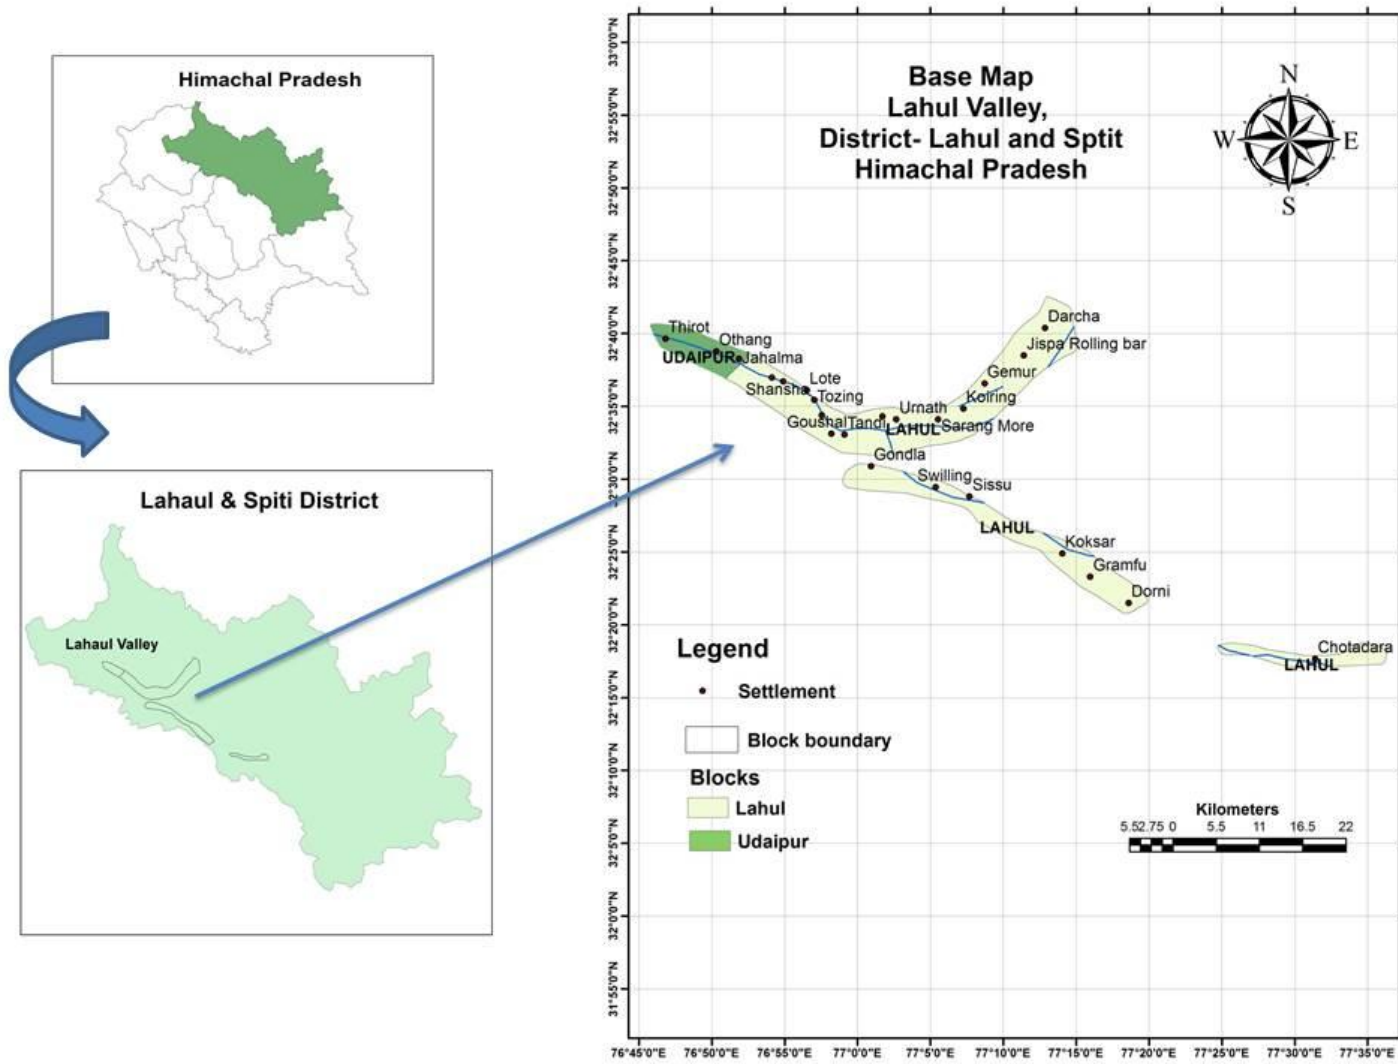 Himachal Pradesh
Lahaul & Spiti District
Lahaul Valley
Base Map
Lahul Valley,
District- Lahul and Sptit
Himachal Pradesh
N
W
E
S
33°0'0"N
32°55'0"N
32°50'0"N
32°45'0"N
32°40'0"N
32°35'0"N
32°30'0"N
32°25'0"N
32°20'0"N
32°15'0"N
32°10'0"N
32°5'0"N
32°0'0"N
31°55'0"N
Thirot
Othang
UDAIPUR
Jahalma
Shansha
Lote
Tozing
Goushal
Tandi
Urnath
LAHUL
Sarang More
Koiring
Gemur
Jispa Rolling bar
Darcha
Gondla
Swilling
Sissu
LAHUL
Koksar
Gramfu
Dorni
Chotadara
LAHUL
Legend
Settlement
Block boundary
Blocks
Lahul
Udaipur
Kilometers
5.52.75 0 5.5 11 16.5 22
76°45'0"E 76°50'0"E 76°55'0"E 77°0'0"E 77°5'0"E 77°10'0"E 77°15'0"E 77°20'0"E 77°25'0"E 77°30'0"E 77°35'0"E